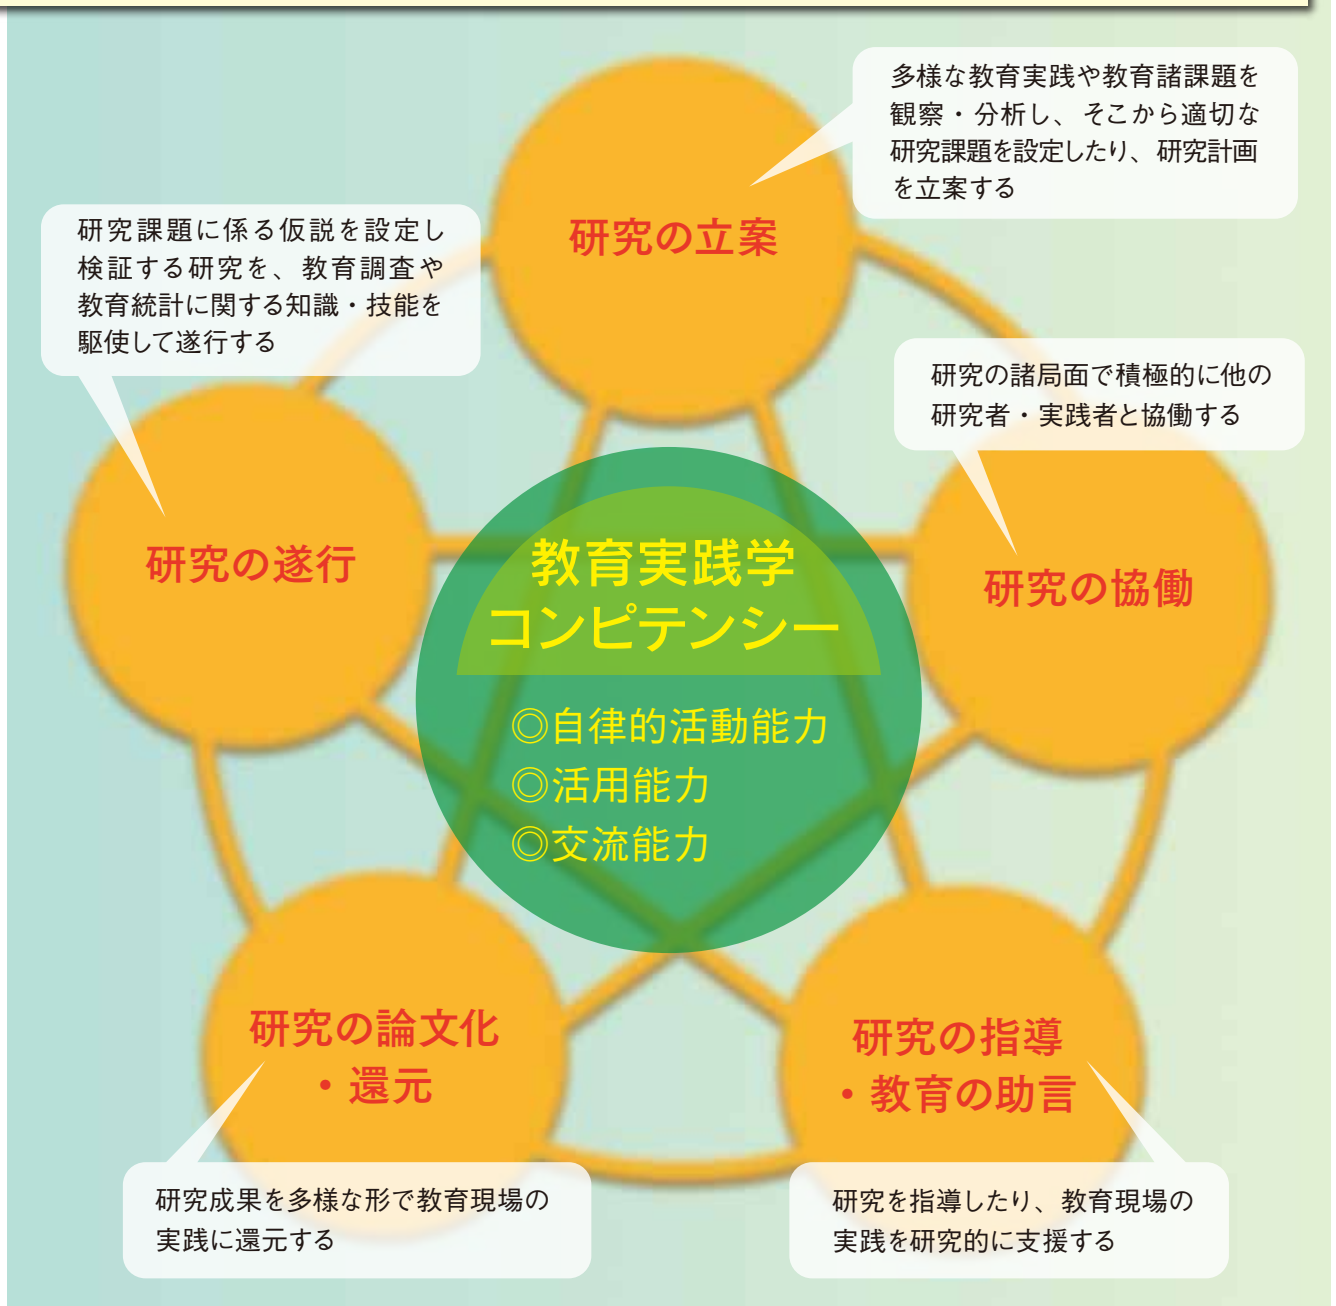 多様な教育実践や教育諸課題を
観察・分析し、そこから適切な
研究課題を設定したり、研究計画
を立案する
研究の立案
研究課題に係る仮説を設定し
検証する研究を、教育調査や
教育統計に関する知識・技能を
駆使して遂行する
研究の諸局面で積極的に他の
研究者・実践者と協働する
研究の遂行
研究の協働
教育実践学
コンピテンシー
◎自律的活動能力
◎活用能力
◎交流能力
研究の論文化
・還元
研究の指導
・教育の助言
研究成果を多様な形で教育現場の
実践に還元する
研究を指導したり、教育現場の
実践を研究的に支援する